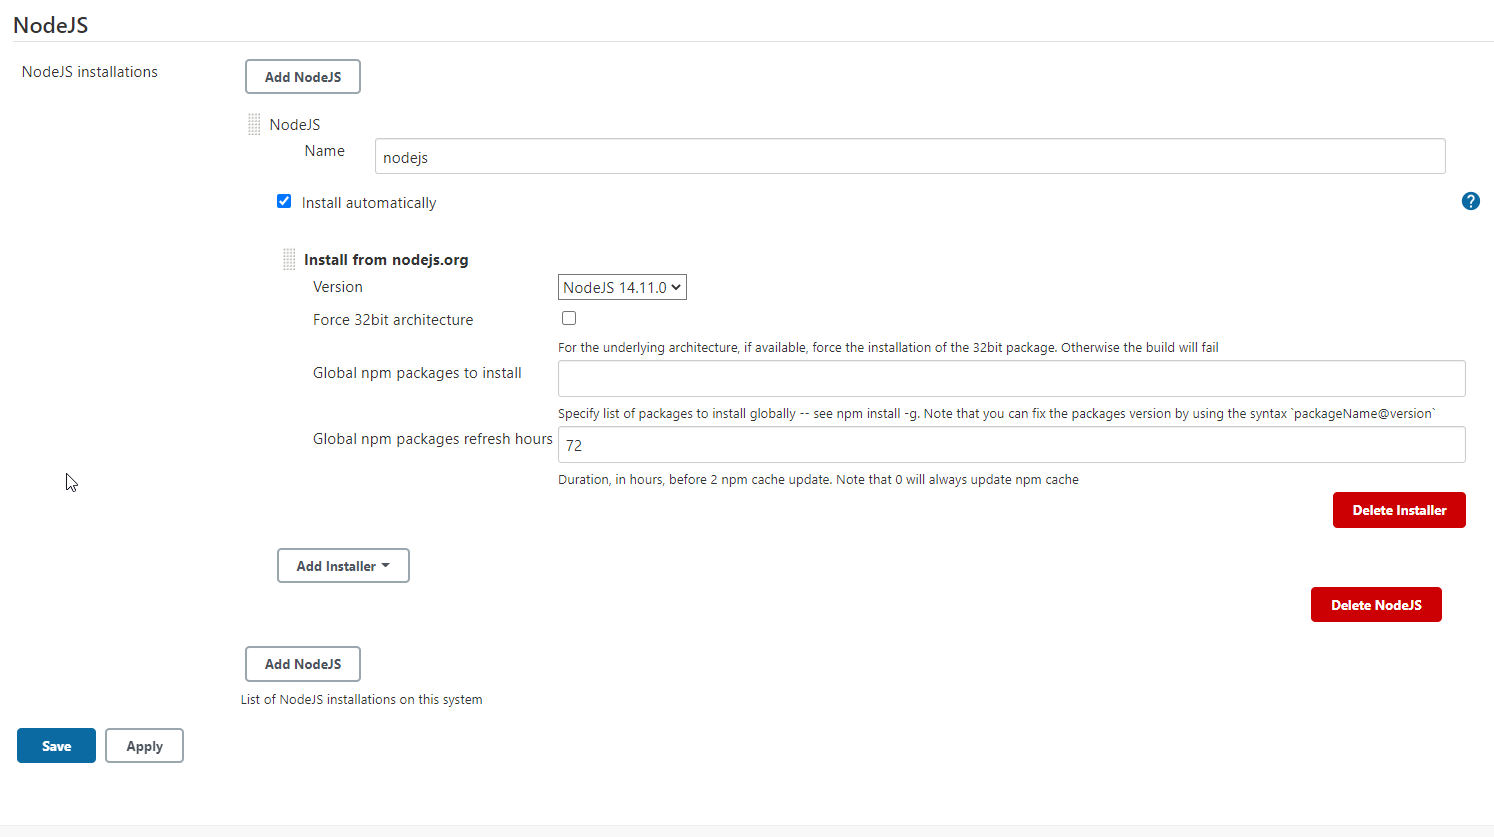 NodeJS
NodeJS installations
Add NodeJS
NodeJS
Name
nodejs
Install automatically
?
Install from nodejs.org
Version
NodeJS 14.11.0
Force 32bit architecture
For the underlying architecture, if available, force the installation of the 32bit package. Otherwise the build will fail
Global npm packages to install
Specify list of packages to install globally -- see npm install -g. Note that you can fix the packages version by using the syntax `packageName@version`
Global npm packages refresh hours
72
Duration, in hours, before 2 npm cache update. Note that 0 will always update npm cache
Delete Installer
Add Installer
Delete NodeJS
Add NodeJS
List of NodeJS installations on this system
Save
Apply